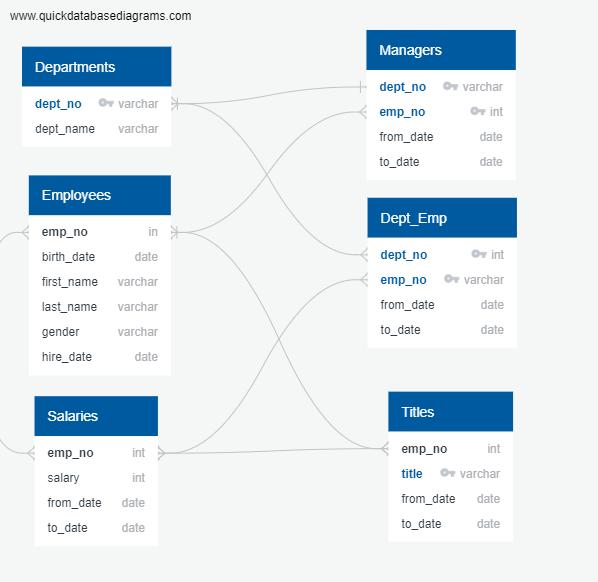 www.quickdatabasediagrams.com
Departments
dept_no varchar
dept_name varchar
Employees
emp_no in
birth_date date
first_name varchar
last_name varchar
gender varchar
hire_date date
Salaries
emp_no int
salary int
from_date date
to_date date
Managers
dept_no varchar
emp_no int
from_date date
to_date date
Dept_Emp
dept_no int
emp_no varchar
from_date date
to_date date
Titles
emp_no int
title varchar
from_date date
to_date date